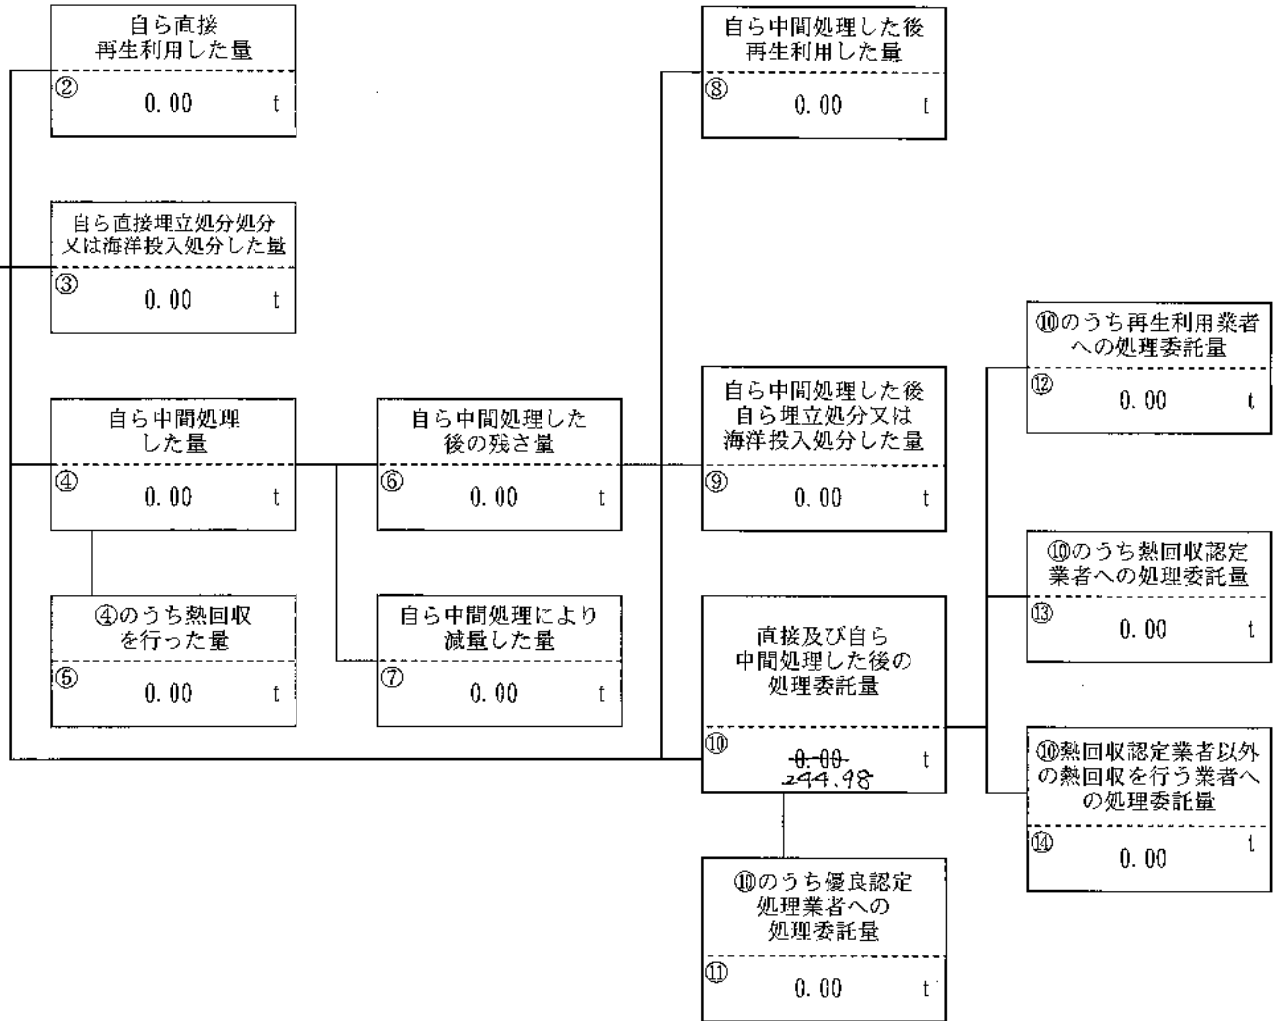 自ら直接
再生利用した量
② 0.00 t
自ら中間処理した後
再生利用した量
⑧ 0.00 t
自ら直接埋立処分処分
又は海洋投入処分した量
③ 0.00 t
⑩のうち再生利用業者
への処理委託量
⑫ 0.00 t
自ら中間処理
した量
④ 0.00 t
自ら中間処理した
後の残さ量
⑥ 0.00 t
自ら中間処理した後
自ら埋立処分又は
海洋投入処分した量
⑨ 0.00 t
⑩のうち熱回収認定
業者への処理委託量
⑬ 0.00 t
④のうち熱回収
を行った量
⑤ 0.00 t
自ら中間処理により
減量した量
⑦ 0.00 t
直接及び自ら
中間処理した後の
処理委託量
⑩ 0.00 t
244.98
⑩熱回収認定業者以外
の熱回収を行う業者へ
の処理委託量
⑭ 0.00 t
⑩のうち優良認定
処理業者への
処理委託量
⑪ 0.00 t